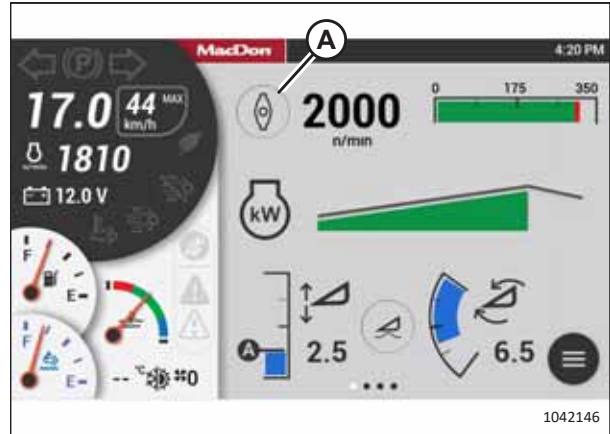 A
MacDon
4:20 PM
P
17.0
44 MAX
km/h
2000
n/min
0 175 350
1810
12.0 V
kW
F
E
F
E
A
2.5
6.5
-- °C
0
1042146